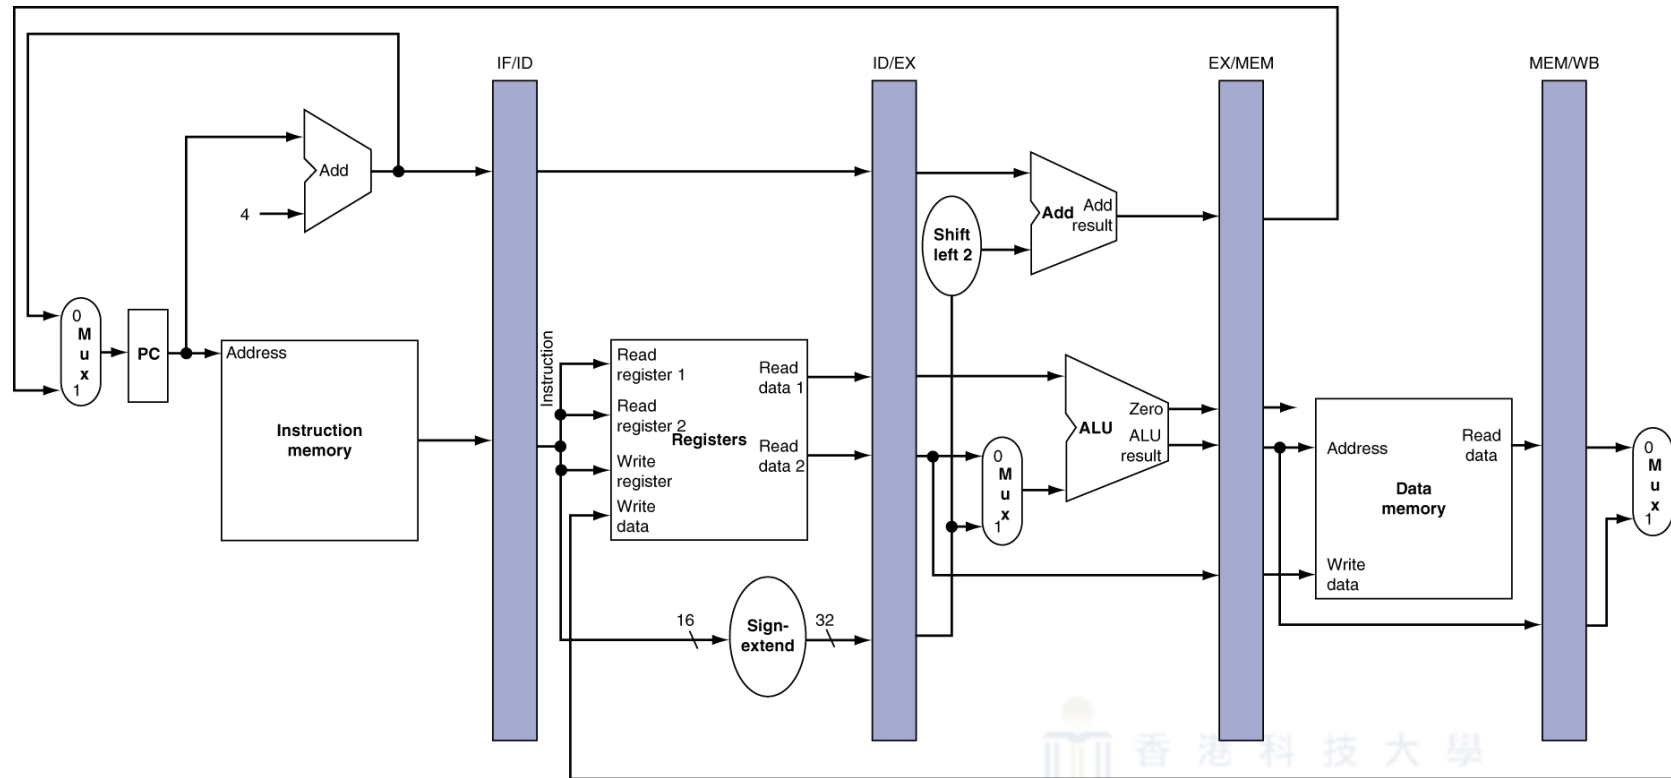 IF/ID
ID/EX
EX/MEM
MEM/WB
Add
4
Add
Add
result
Shift
left 2
0
M
u
x
1
PC
Address
Instruction
memory
Instruction
Read
register 1
Read
register 2
Registers
Write
register
Write
data
Read
data 1
Read
data 2
16
Sign-
extend
32
0
M
u
x
1
Zero
ALU
ALU
result
Address
Read
data
Data
memory
Write
data
0
M
u
x
1
香港科技大學